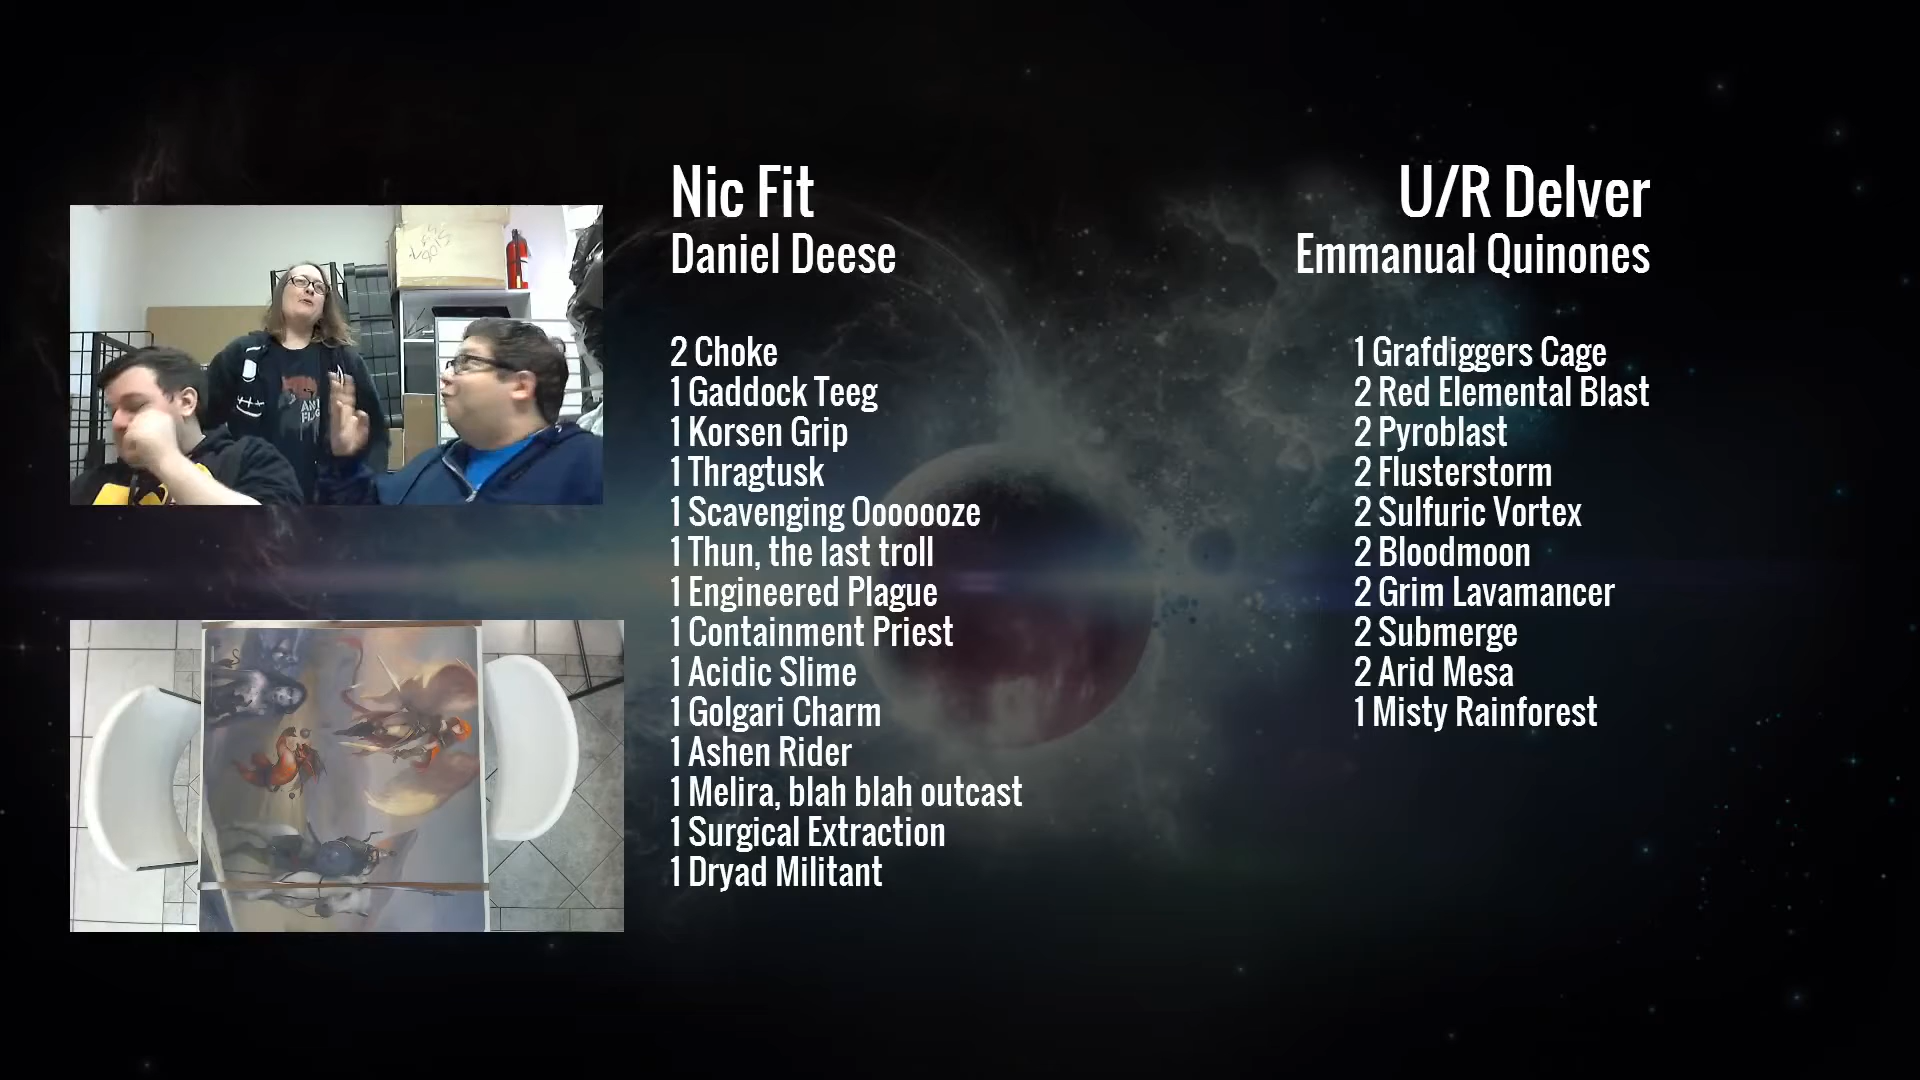 Nic Fit
Daniel Deese
2 Choke
1 Gaddock Teeg
1 Korsen Grip
1 Thragtusk
1 Scavenging Ooooooze
1 Thun, the last troll
1 Engineered Plague
1 Containment Priest
1 Acidic Slime
1 Golgari Charm
1 Ashen Rider
1 Melira, blah blah outcast
1 Surgical Extraction
1 Dryad Militant
U/R Delver
Emmanual Quinones
1 Grafdiggers Cage
2 Red Elemental Blast
2 Pyroblast
2 Flusterstorm
2 Sulfuric Vortex
2 Bloodmoon
2 Grim Lavamancer
2 Submerge
2 Arid Mesa
1 Misty Rainforest